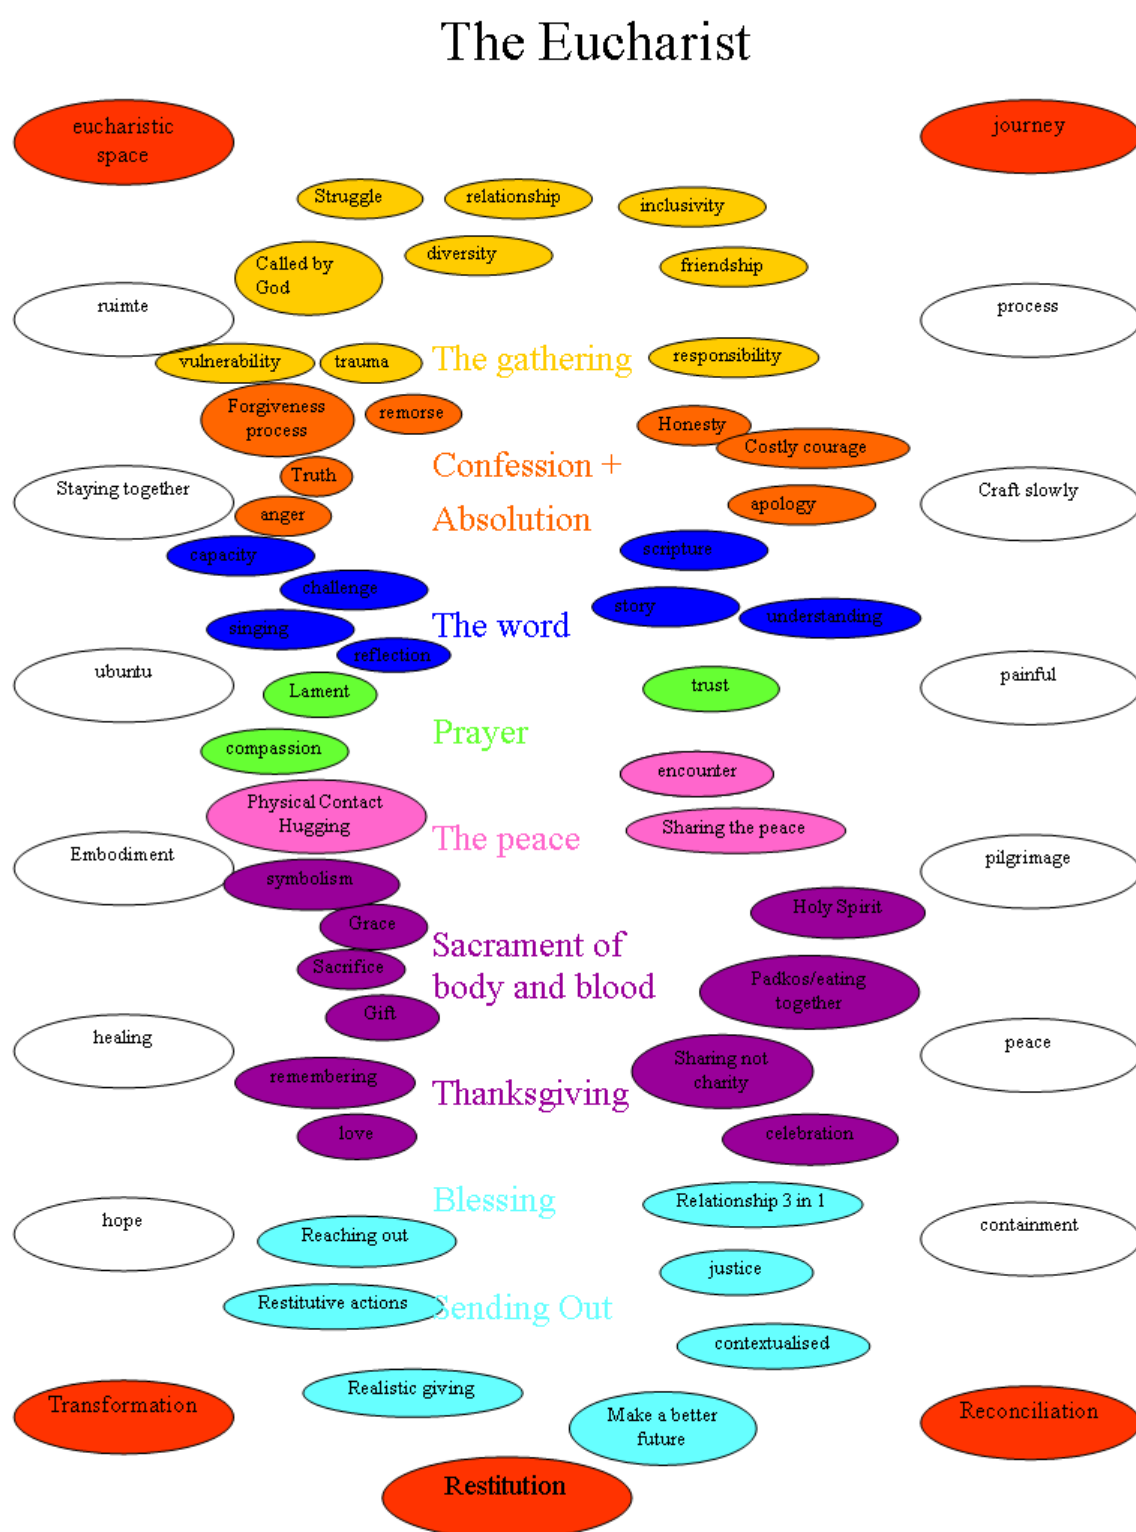 The Eucharist
eucharistic
space
journey
Struggle
relationship
inclusivity
diversity
Called by
God
friendship
ruimte
process
vulnerability
trauma
The gathering
responsibility
Forgiveness
process
remorse
Honesty
Costly courage
Confession +
Truth
Staying together
Craft slowly
anger
Absolution
apology
capacity
scripture
challenge
story
understanding
singing
The word
reflection
ubuntu
painful
Lament
trust
Prayer
compassion
encounter
Physical Contact
Hugging
The peace
Sharing the peace
Embodiment
pilgrimage
symbolism
Holy Spirit
Grace
Sacrament of
body and blood
Sacrifice
Padkos/eating
together
Gift
healing
peace
Sharing not
charity
remembering
Thanksgiving
love
celebration
Blessing
Relationship 3 in 1
hope
containment
Reaching out
justice
Restitutive actions
Sending Out
contextualised
Realistic giving
Transformation
Make a better
future
Reconciliation
Restitution